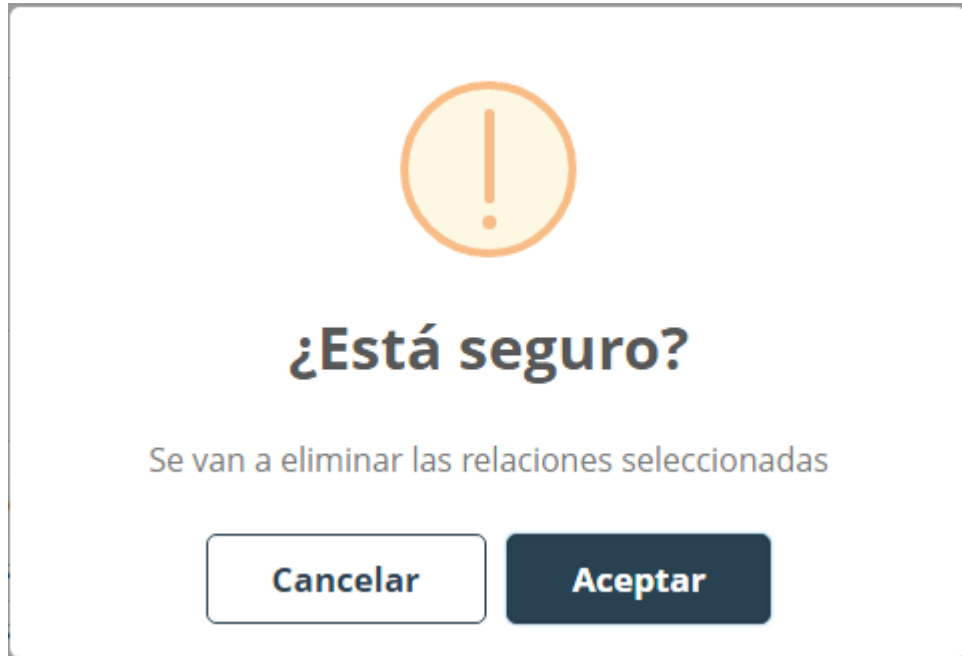 ¿Está seguro?
Se van a eliminar las relaciones seleccionadas
Cancelar
Aceptar